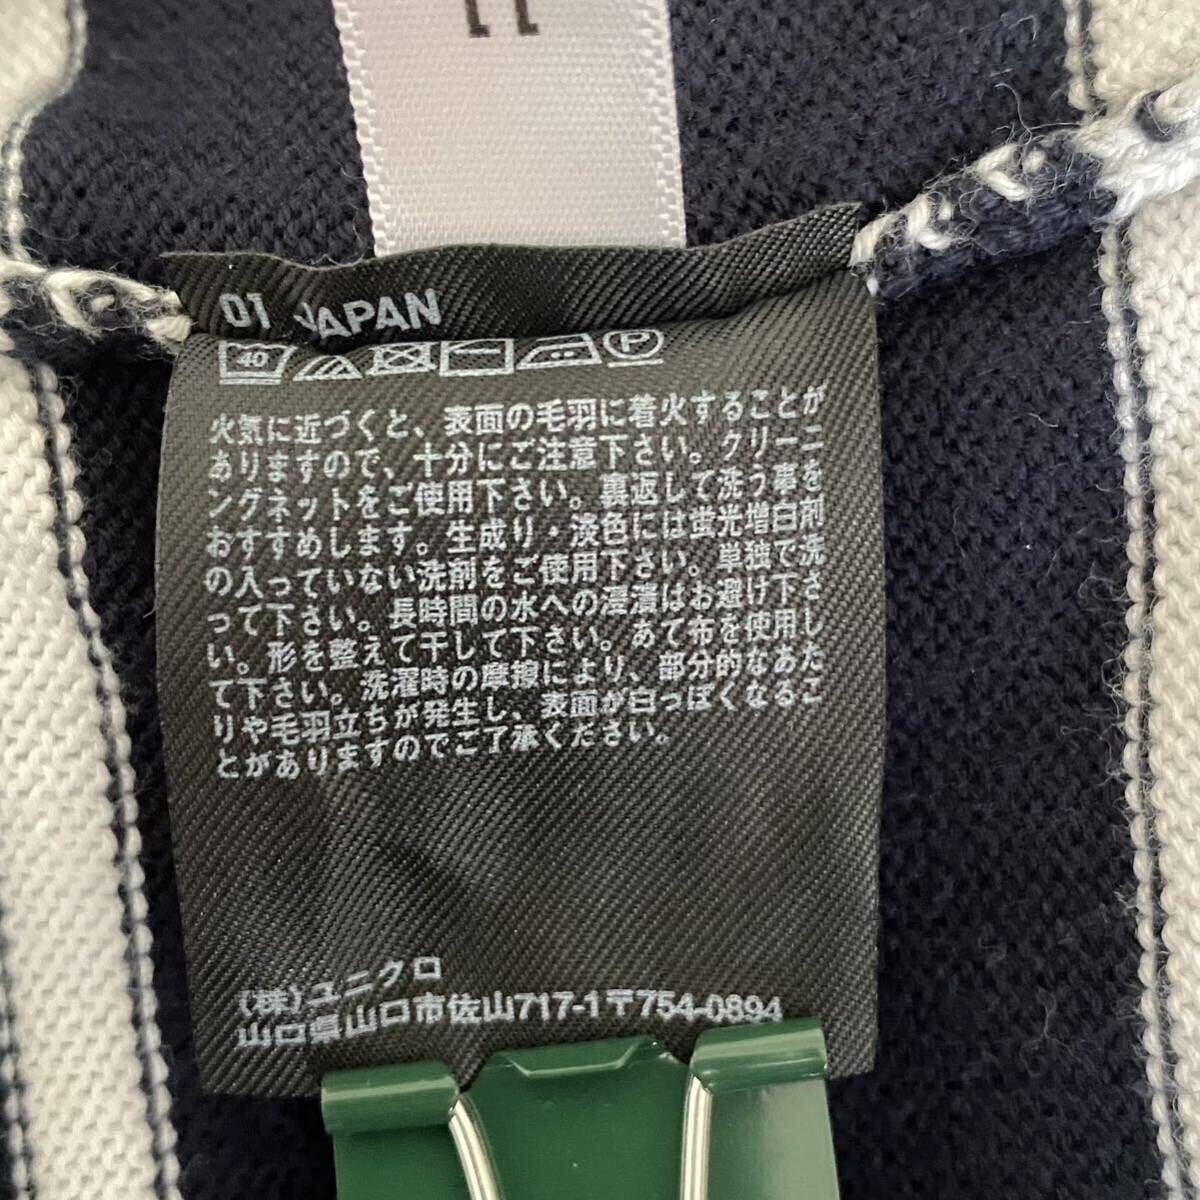 11
01 JAPAN
40
P
火気に近づくと、表面の毛羽に着火することが
ありますので、十分にご注意下さい。クリーニ
ングネットをご使用下さい。裏返して洗う事を
おすすめします。生成り・淡色には蛍光増白剤
の入っていない洗剤をご使用下さい。単独で洗
って下さい。長時間の水への浸漬はお避け下さ
い。形を整えて干して下さい。あて布を使用し
て下さい。洗濯時の摩擦により、部分的なあた
りや毛羽立ちが発生し、表面が白っぽくなるこ
とがありますのでご了承ください。
(株)ユニクロ
山口県山口市佐山717-1〒754-0894